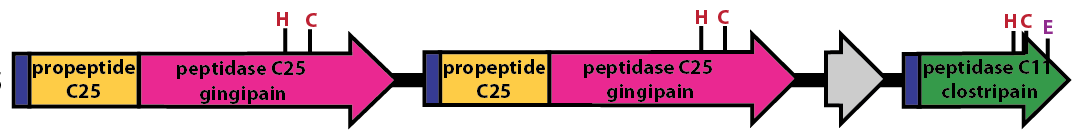 H C
H C
H C E
propeptide C25
peptidase C25 gingipain
propeptide C25
peptidase C25 gingipain
peptidase C11 clostripain